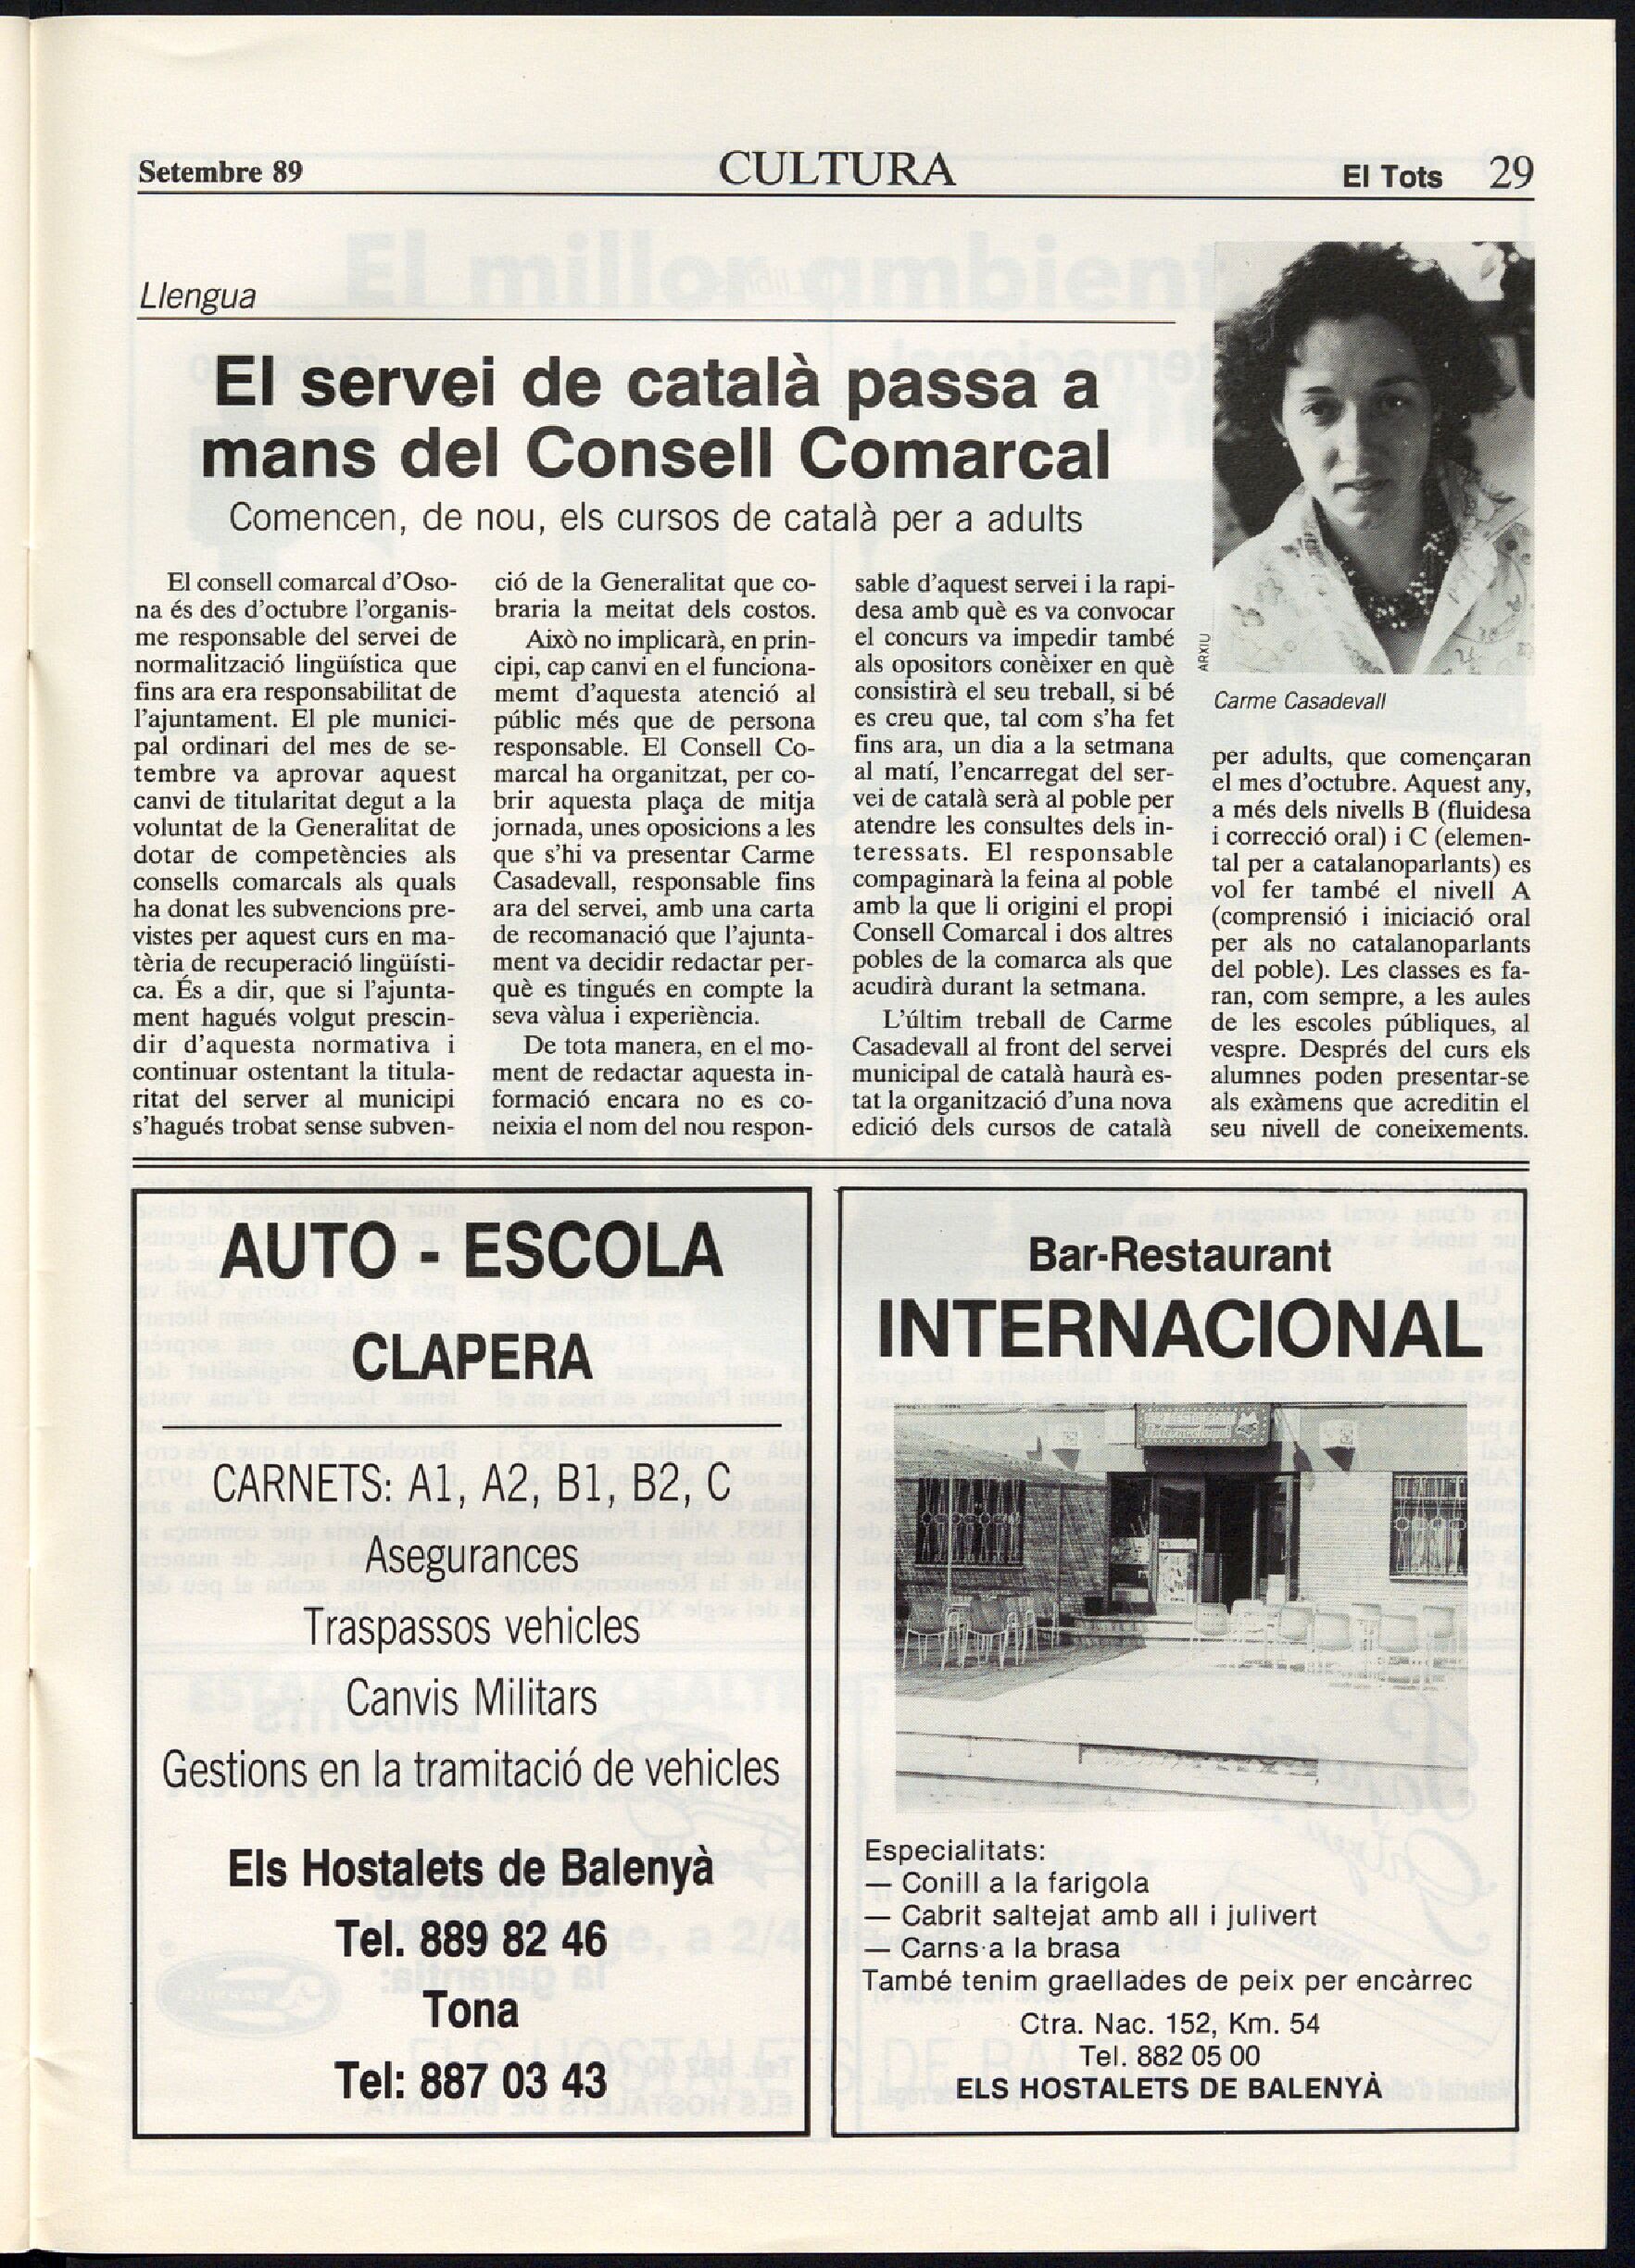 Setembre 89
CULTURA
El Tots 29
Llengua
El servei de català passa a
mans del Consell Comarcal
Comencen, de nou, els cursos de català per a adults
El consell comarcal d'Oso-
na és des d'octubre l'organis-
me responsable del servei de
normalització lingüística que
fins ara era responsabilitat de
l'ajuntament. El ple munici-
pal ordinari del mes de se-
tembre va aprovar aquest
canvi de titularitat degut a la
voluntat de la Generalitat de
dotar de competències als
consells comarcals als quals
ha donat les subvencions pre-
vistes per aquest curs en ma-
tèria de recuperació lingüísti-
ca. És a dir, que si l'ajunta-
ment hagués volgut prescin-
dir d'aquesta normativa i
continuar ostentant la titula-
ritat del server al municipi
s'hagués trobat sense subven-
ció de la Generalitat que co-
braria la meitat dels costos.
Això no implicarà, en prin-
cipi, cap canvi en el funciona-
memt d'aquesta atenció al
públic més que de persona
responsable. El Consell Co-
marcal ha organitzat, per co-
brir aquesta plaça de mitja
jornada, unes oposicions a les
que s'hi va presentar Carme
Casadevall, responsable fins
ara del servei, amb una carta
de recomanació que l'ajunta-
ment va decidir redactar per-
què es tingués en compte la
seva vàlua i experiència.
De tota manera, en el mo-
ment de redactar aquesta in-
formació encara no es co-
neixia el nom del nou respon-
sable d'aquest servei i la rapi-
desa amb què es va convocar
el concurs va impedir també
als opositors conèixer en què
consistirà el seu treball, si bé
es creu que, tal com s'ha fet
fins ara, un dia a la setmana
al matí, l'encarregat del ser-
vei de català serà al poble per
atendre les consultes dels in-
teressats. El responsable
compaginarà la feina al poble
amb la que li origini el propi
Consell Comarcal i dos altres
pobles de la comarca als que
acudirà durant la setmana.
L'últim treball de Carme
Casadevall al front del servei
municipal de català haurà es-
tat la organització d'una nova
edició dels cursos de català
ARXIU
Carme Casadevall
per adults, que començaran
el mes d'octubre. Aquest any,
a més dels nivells B (fluidesa
i correcció oral) i C (elemen-
tal per a catalanoparlants) es
vol fer també el nivell A
(comprensió i iniciació oral
per als no catalanoparlants
del poble). Les classes es fa-
ran, com sempre, a les aules
de les escoles públiques, al
vespre. Després del curs els
alumnes poden presentar-se
als exàmens que acreditin el
seu nivell de coneixements.
AUTO - ESCOLA
CLAPERA
CARNETS: A1, A2, B1, B2, C
Asegurances
Traspassos vehicles
Canvis Militars
Gestions en la tramitació de vehicles
Els Hostalets de Balenyà
Tel. 889 82 46
Tona
Tel: 887 03 43
Bar-Restaurant
INTERNACIONAL
BAR RESTAURANT
Internacional
Especialitats:
— Conill a la farigola
— Cabrit saltejat amb all i julivert
— Carns a la brasa
També tenim graellades de peix per encàrrec
Ctra. Nac. 152, Km. 54
Tel. 882 05 00
ELS HOSTALETS DE BALENYÀ